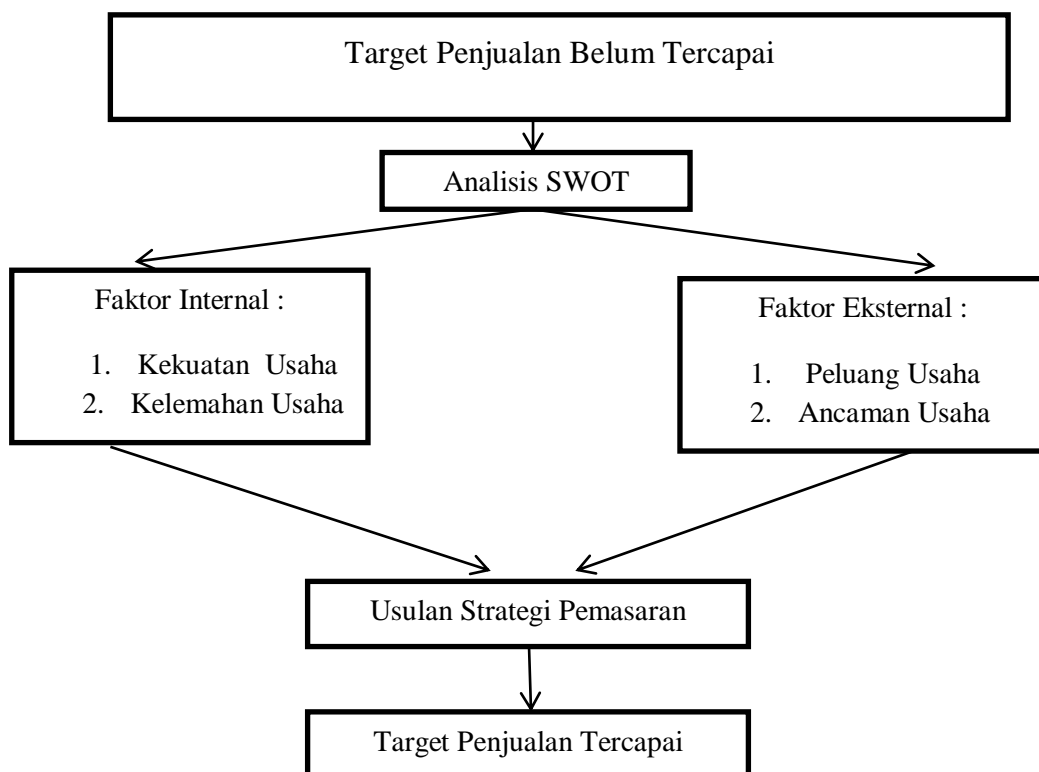 Target Penjualan Belum Tercapai
Analisis SWOT
Faktor Internal :
1. Kekuatan Usaha
2. Kelemahan Usaha
Faktor Eksternal :
1. Peluang Usaha
2. Ancaman Usaha
Usulan Strategi Pemasaran
Target Penjualan Tercapai